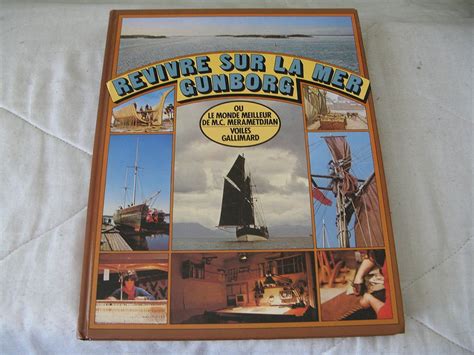 REVIVRE SUR LA MER
GUNBORG
OU
LE MONDE MEILLEUR
DE M.C. MERAMETDJIAN
VOILES
GALLIMARD